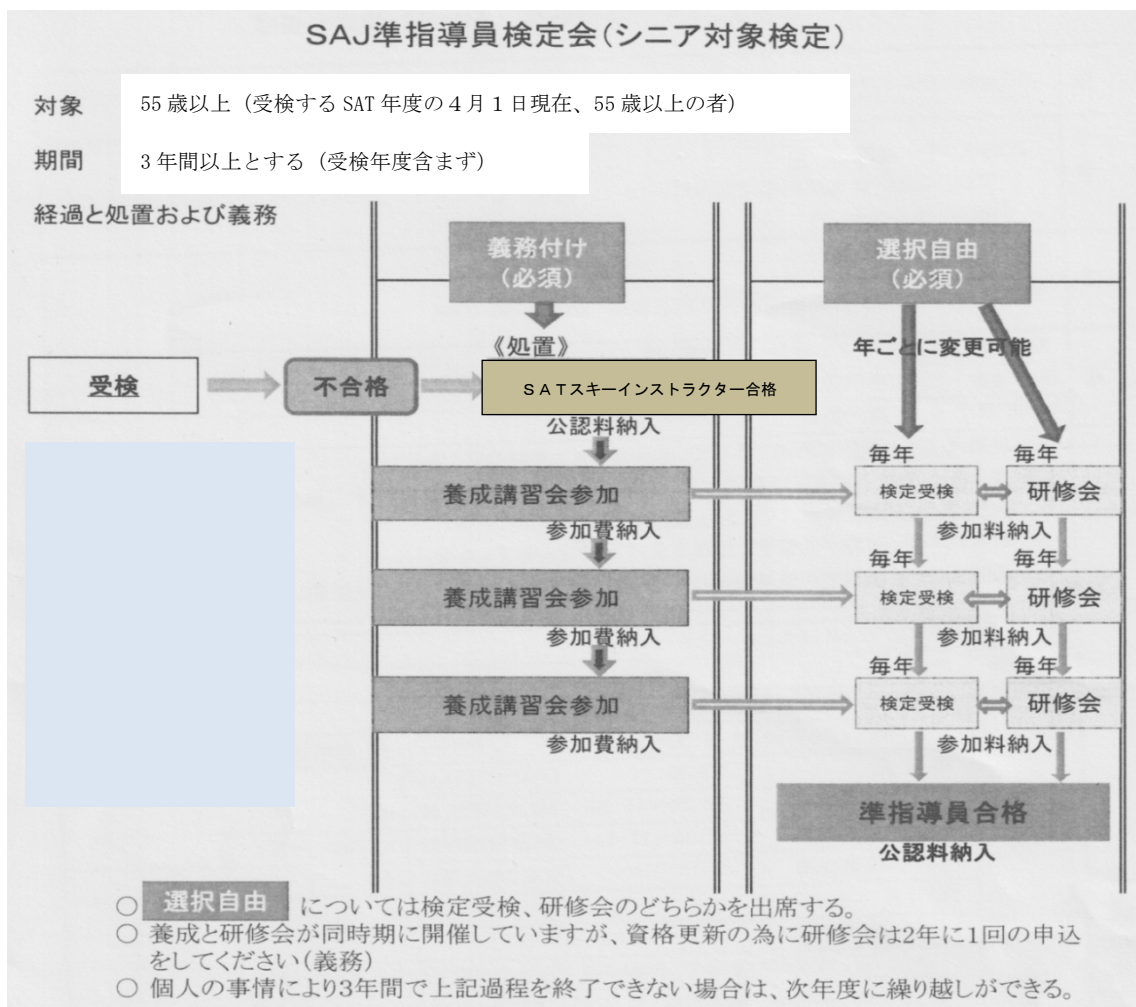 SAJ準指導員検定会(シニア対象検定)
対象 55歳以上（受検する SAT 年度の４月１日現在、55歳以上の者）
期間 3年間以上とする（受検年度含まず）
経過と処置および義務
義務付け
(必須)
選択自由
(必須)
《処置》
年ごとに変更可能
受検
不合格
ＳＡＴスキーインストラクター合格
公認料納入
毎年 毎年
養成講習会参加
検定受検
研修会
参加費納入
参加料納入
毎年 毎年
養成講習会参加
検定受検
研修会
参加費納入
参加料納入
毎年 毎年
養成講習会参加
検定受検
研修会
参加費納入
参加料納入
準指導員合格
公認料納入
○ 選択自由 については検定受検、研修会のどちらかを出席する。
○ 養成と研修会が同時期に開催していますが、資格更新の為に研修会は2年に1回の申込
をしてください(義務)
○ 個人の事情により3年間で上記過程を終了できない場合は、次年度に繰り越しができる。